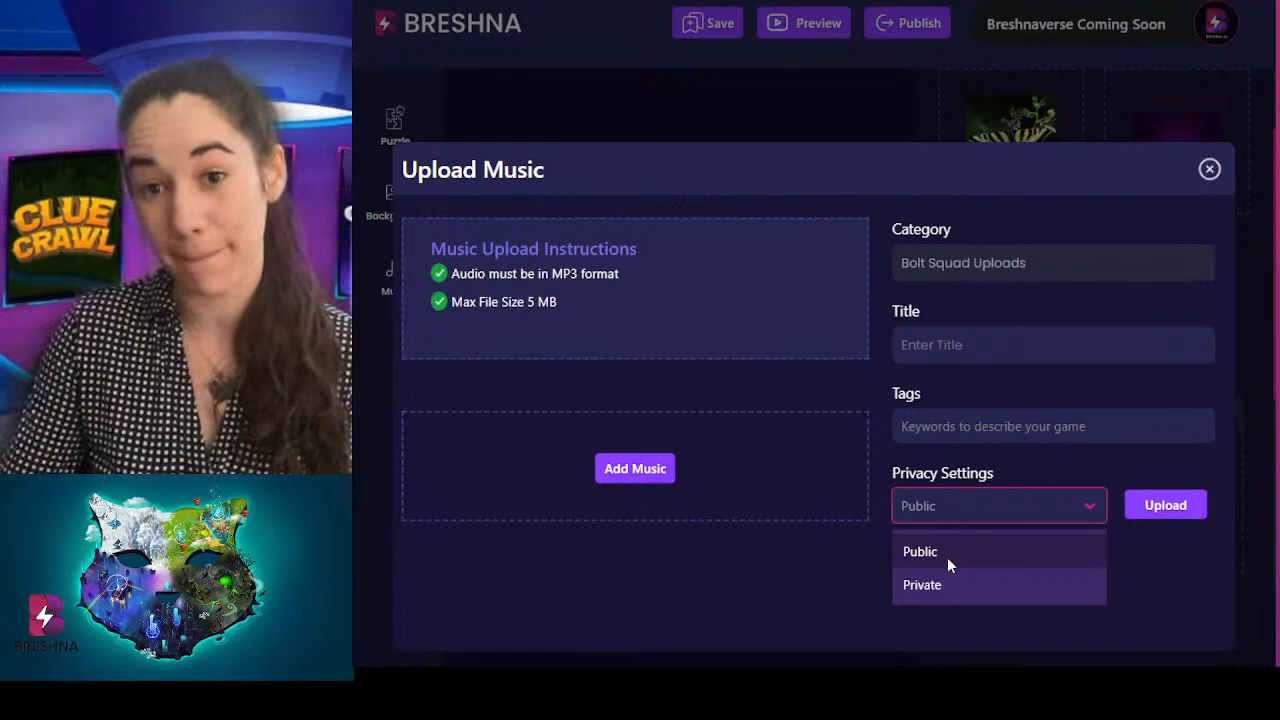 BRESHNA
Save
Preview
Publish
Breshnaverse Coming Soon
Puzzle
Upload Music
CLUE
CRAWL
Music Upload Instructions
Audio must be in MP3 format
Max File Size 5 MB
Add Music
Category
Bolt Squad Uploads
Title
Enter Title
Tags
Keywords to describe your game
Privacy Settings
Public
Upload
Public
Private
BRESHNA